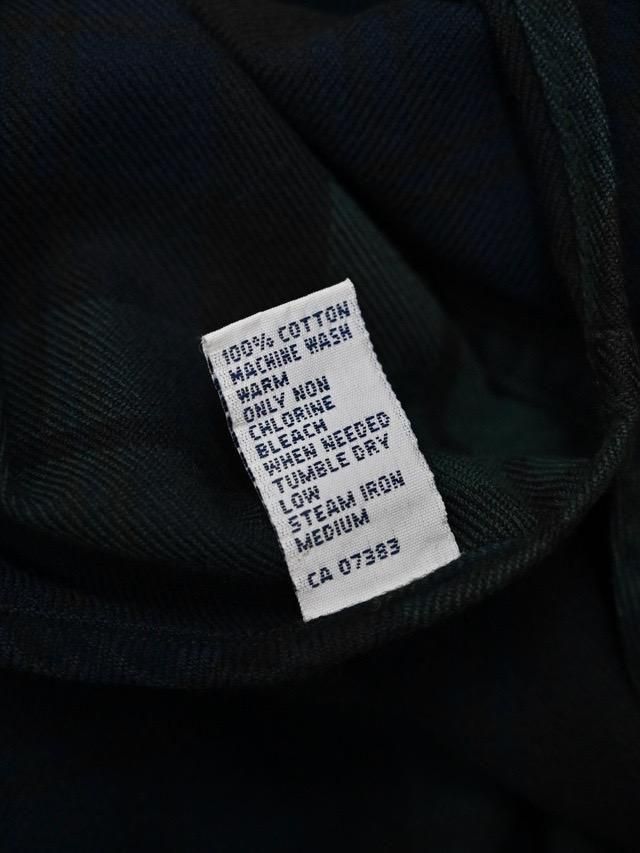 100% COTTON
MACHINE WASH
WARM
ONLY NON
CHLORINE
BLEACH
WHEN NEEDED
TUMBLE DRY
LOW
STEAM IRON
MEDIUM
CA 07383